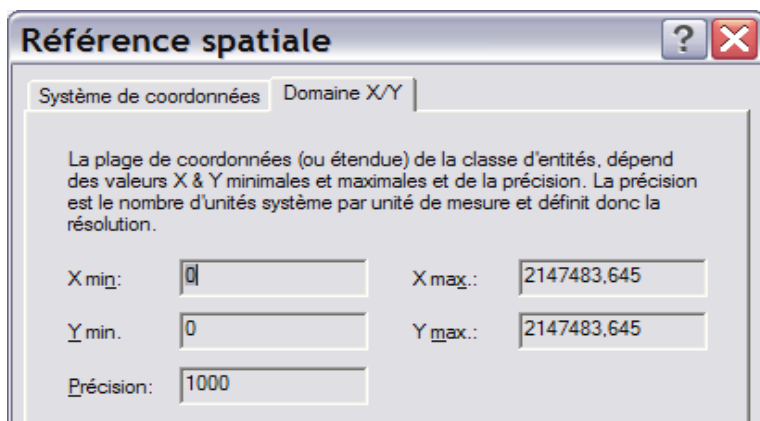 Référence spatiale
Système de coordonnées Domaine X/Y
La plage de coordonnées (ou étendue) de la classe d'entités, dépend
des valeurs X & Y minimales et maximales et de la précision. La précision
est le nombre d'unités système par unité de mesure et définit donc la
résolution.
X min: 0 X max.: 2147483,645
Y min. 0 Y max.: 2147483,645
Précision: 1000